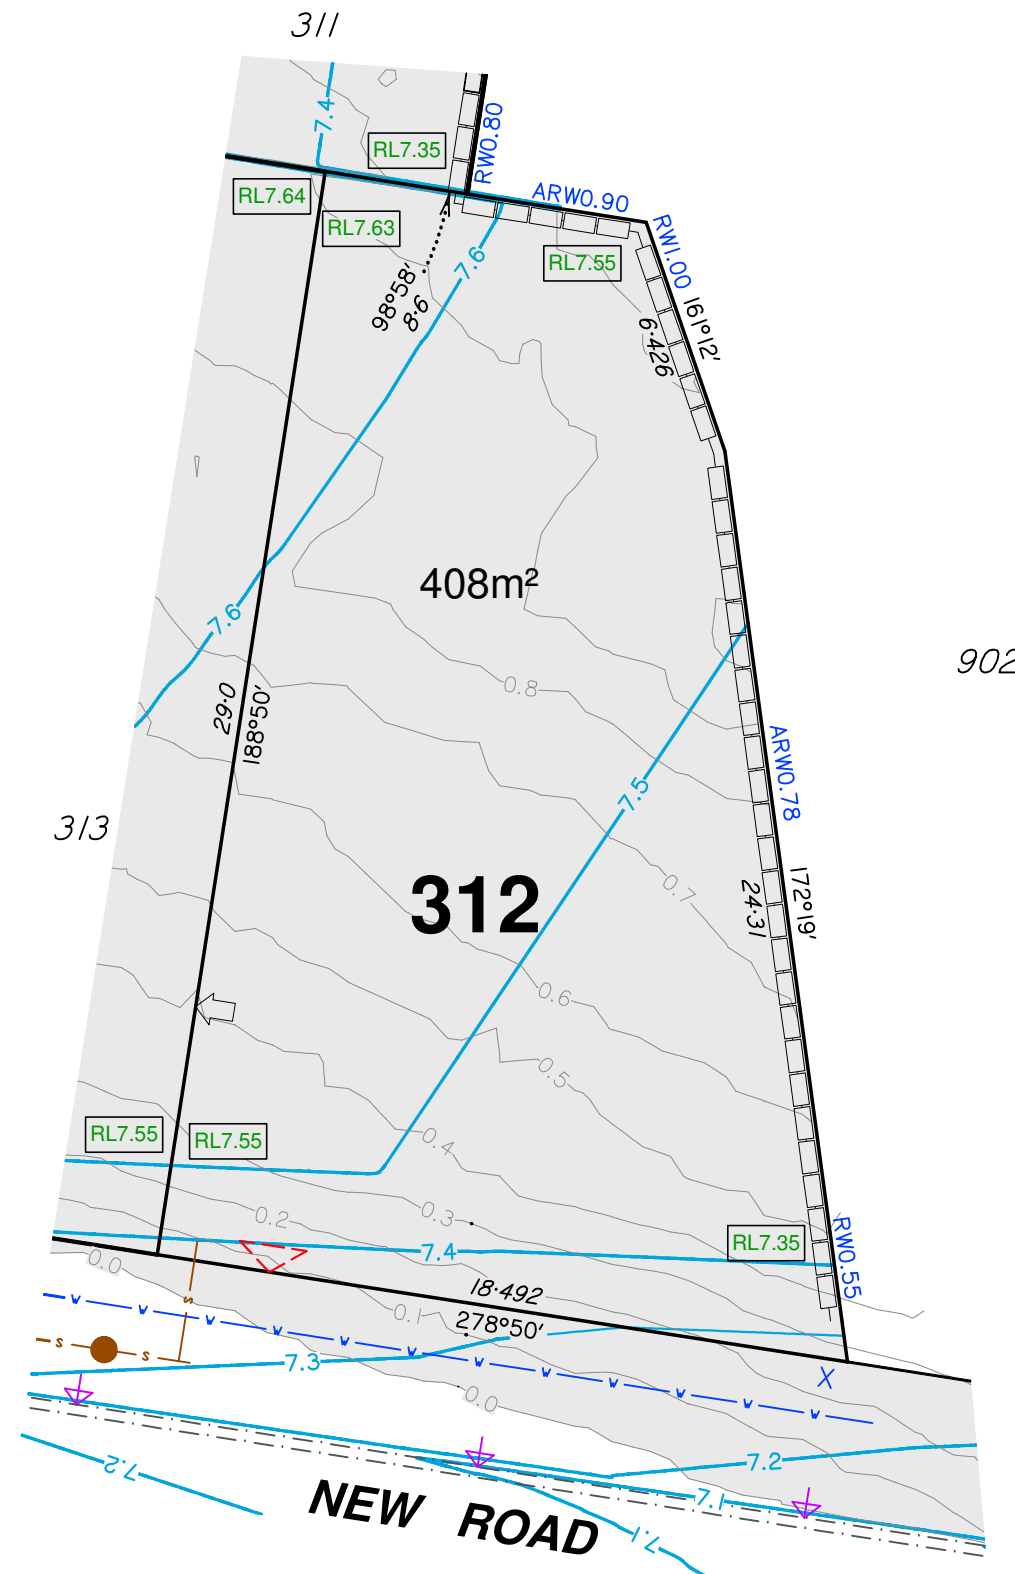 311
7.4
RL7.35
RW0.80
RL7.64
RL7.63
ARW0.90
RL7.55
RW1.00
161°12'
6·426
98°58'
8·6
7.6
408m²
7.6
29·0
188°50'
0.8
902
7.5
ARW0.78
313
312
0.7
24·31
172°19'
0.6
0.5
RL7.55
RL7.55
0.4
0.3
0.2
7.4
RL7.35
RW0.55
0.0
18·492
278°50'
0.1
s
v v v v v v v v v v
s s
7.3
X
0.0
7.2
7.2
7.1
7.1
NEW ROAD